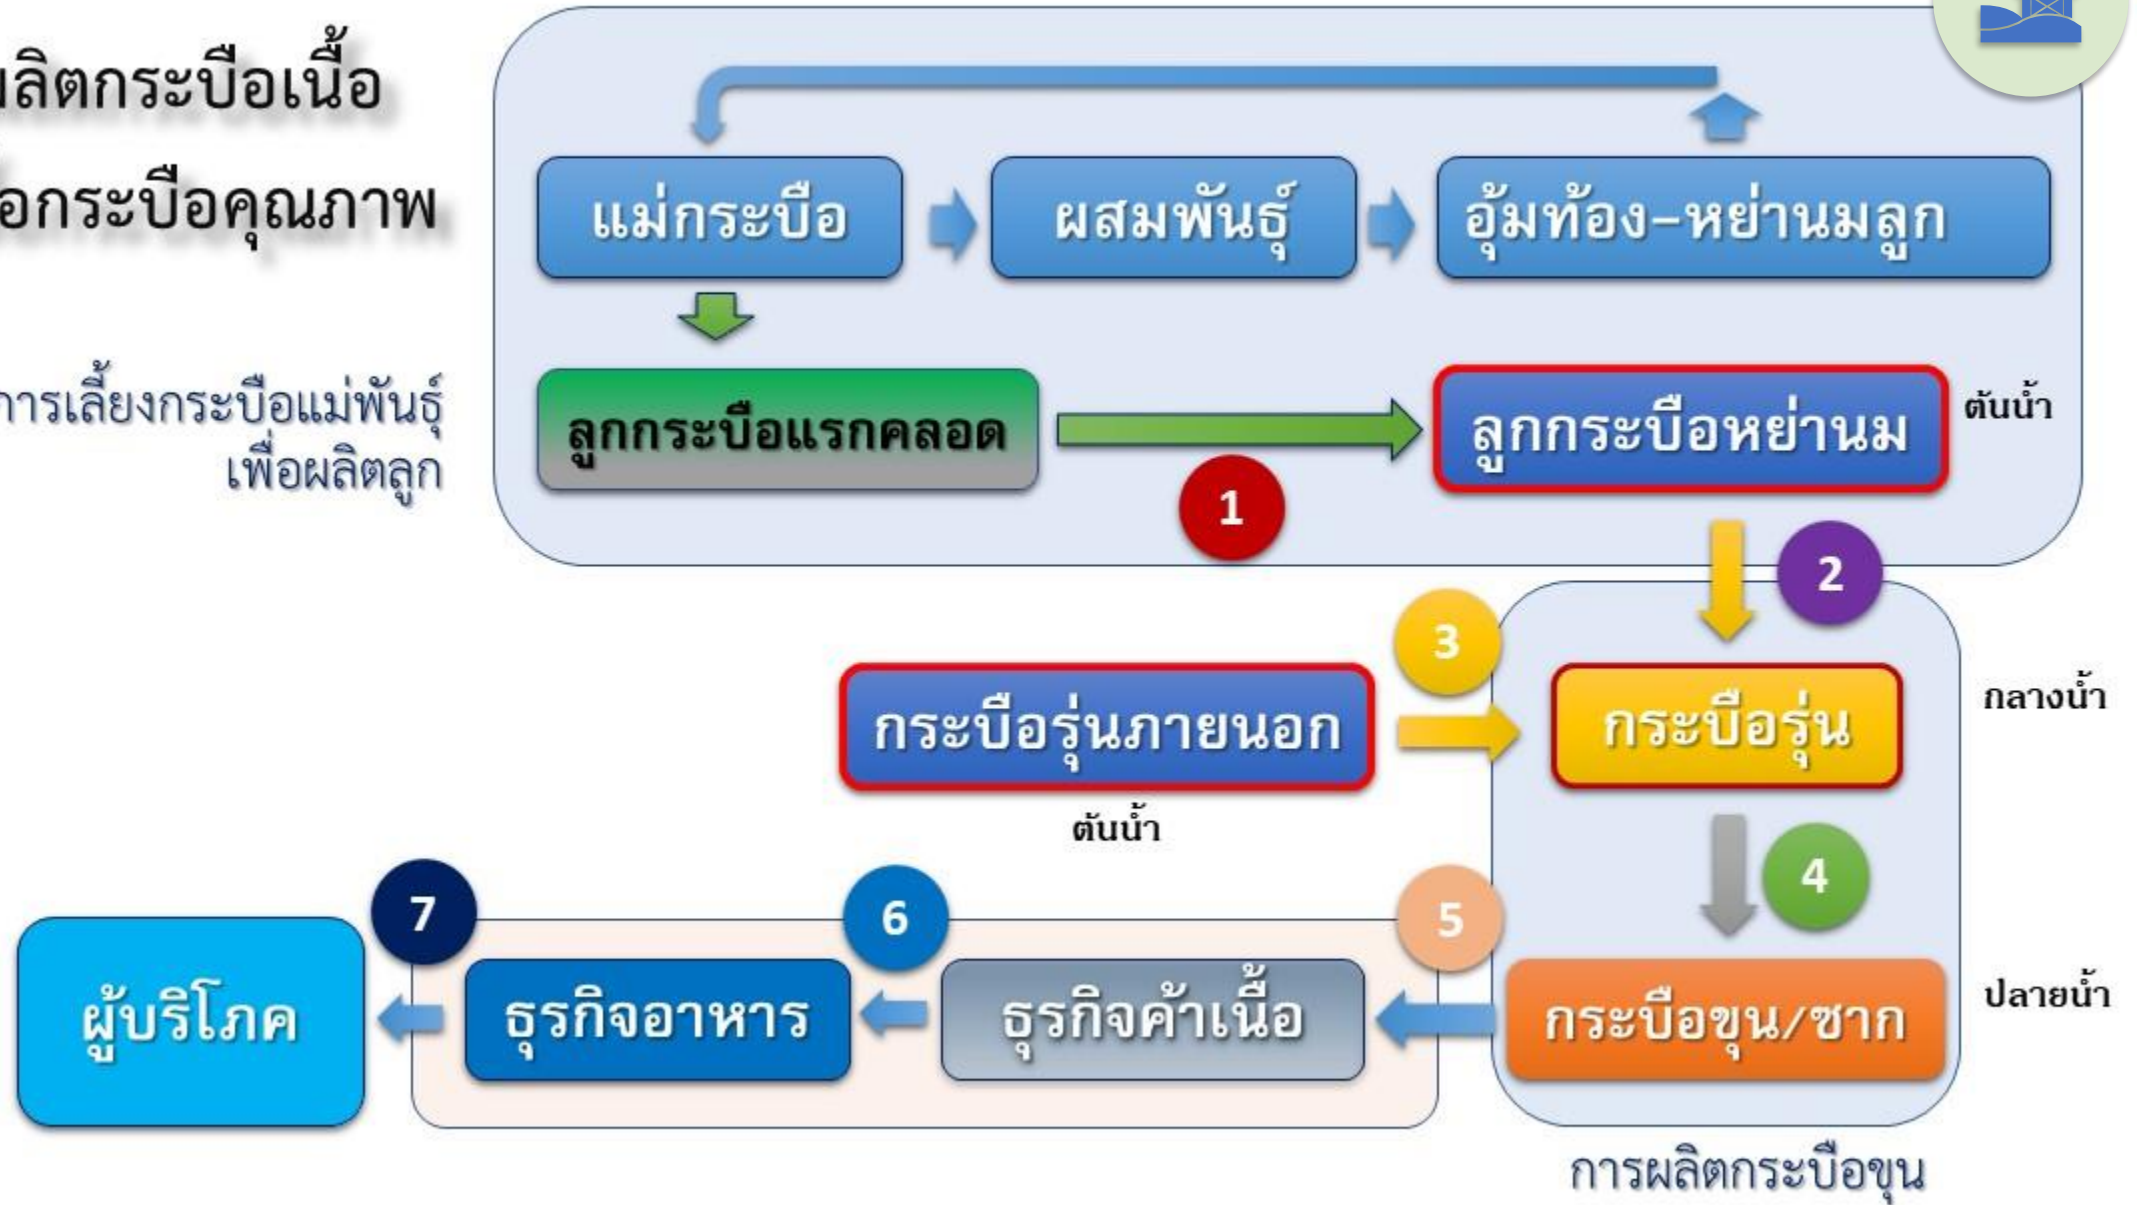 ผลิตกระบือเนื้อ
อกระบือคุณภาพ
การเลี้ยงกระบือแม่พันธุ์
เพื่อผลิตลูก
แม่กระบือ
ผสมพันธุ์
อุ้มท้อง-หย่านมลูก
ลูกกระบือแรกคลอด
1
ลูกกระบือหย่านม
ต้นน้ำ
2
3
กระบือรุ่นภายนอก
ต้นน้ำ
กระบือรุ่น
กลางน้ำ
4
7
6
5
ผู้บริโภค
ธุรกิจอาหาร
ธุรกิจค้าเนื้อ
กระบือขุน/ซาก
ปลายน้ำ
การผลิตกระบือขุน